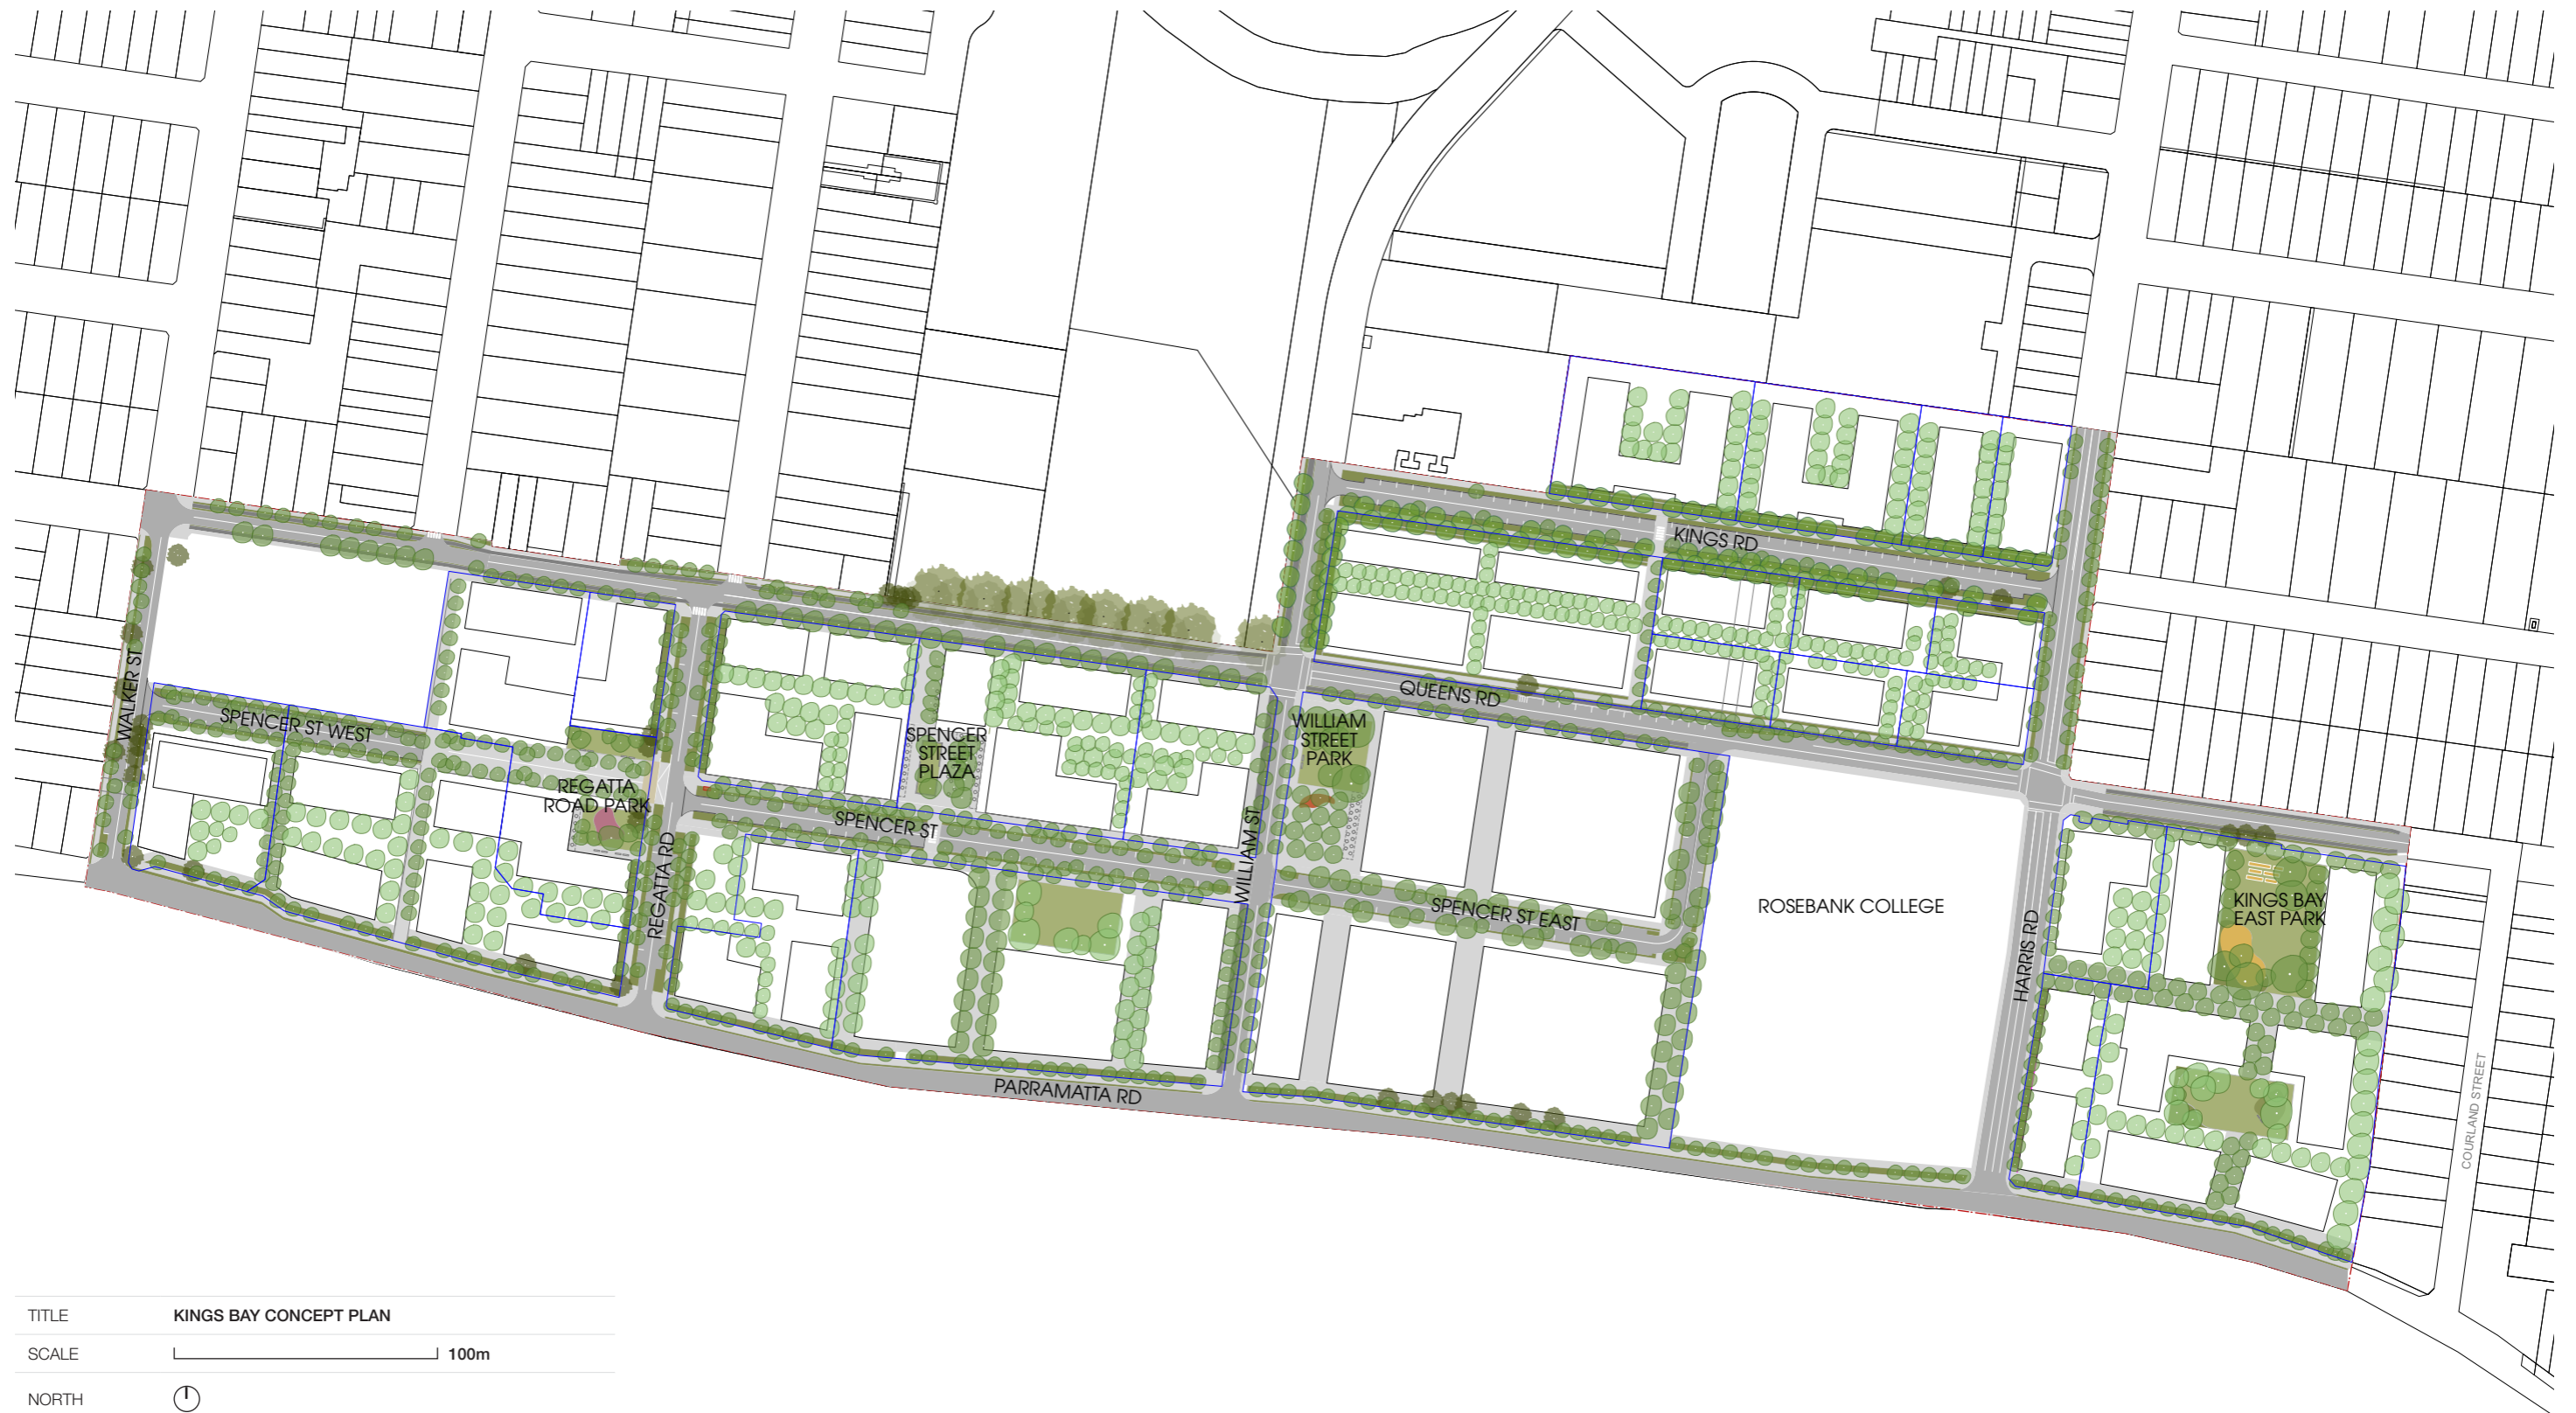 KINGS RD
QUEENS RD
WALKER ST
SPENCER ST WEST
REGATTA
ROAD PARK
SPENCER
STREET
PLAZA
WILLIAM
STREET
PARK
SPENCER ST
REGATTA RD
WILLIAM ST
SPENCER ST EAST
ROSEBANK COLLEGE
HARRIS RD
KINGS BAY
EAST PARK
COURLAND STREET
PARRAMATTA RD
TITLE KINGS BAY CONCEPT PLAN
SCALE 100m
NORTH